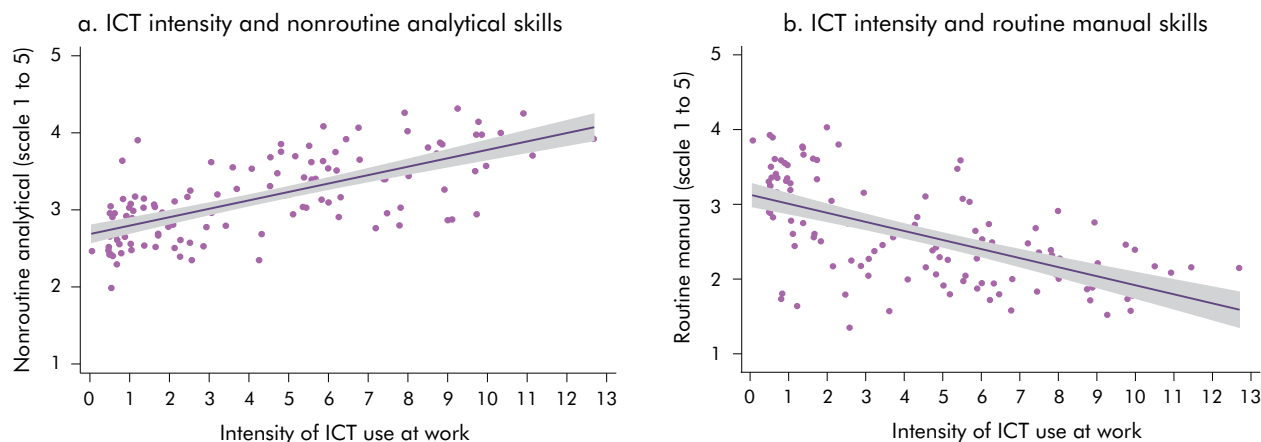 a. ICT intensity and nonroutine analytical skills
Nonroutine analytical (scale 1 to 5)
5
4
3
2
1
0 1 2 3 4 5 6 7 8 9 10 11 12 13
Intensity of ICT use at work
b. ICT intensity and routine manual skills
Routine manual (scale 1 to 5)
5
4
3
2
1
0 1 2 3 4 5 6 7 8 9 10 11 12 13
Intensity of ICT use at work